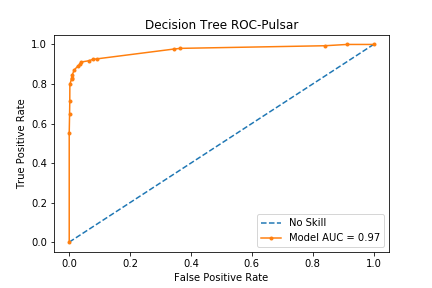 Decision Tree ROC-Pulsar
1.0
0.8
0.6
0.4
0.2
0.0
True Positive Rate
0.0 0.2 0.4 0.6 0.8 1.0
False Positive Rate
No Skill
Model AUC = 0.97